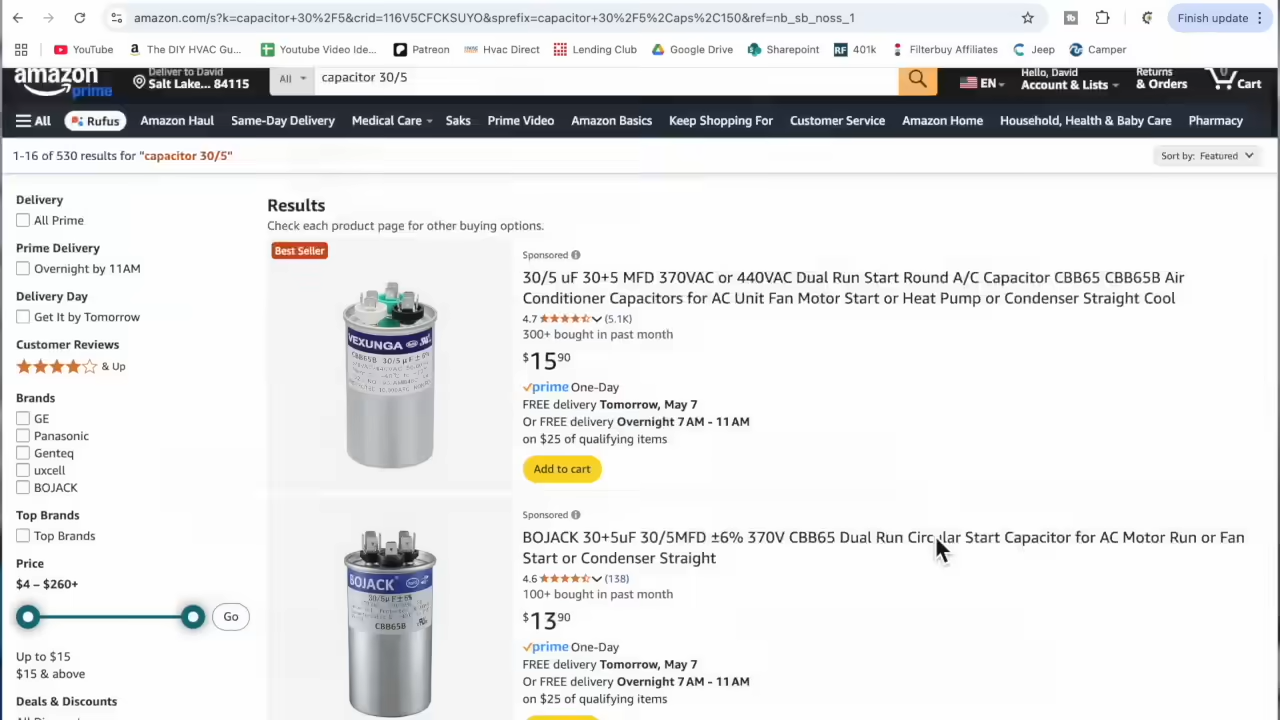 amazon.com/s?k=capacitor+30%2F5&crid=116V5CFCKSUYO&sprefix=capacitor+30%2F5%2Caps%2C150&ref=nb_sb_noss_1
Finish update
YouTube
The DIY HVAC Gu...
Youtube Video Ide...
Patreon
Hvac Direct
Lending Club
Google Drive
Sharepoint
RF 401k
Filterbuy Affiliates
Jeep
Camper
amazon prime
Deliver to David
Salt Lake... 84115
All
capacitor 30/5
EN
Hello, David
Account & Lists
Returns
& Orders
0
Cart
All
Rufus
Amazon Haul
Same-Day Delivery
Medical Care
Saks
Prime Video
Amazon Basics
Keep Shopping For
Customer Service
Amazon Home
Household, Health & Baby Care
Pharmacy
1-16 of 530 results for "capacitor 30/5"
Sort by: Featured
Delivery
All Prime
Prime Delivery
Overnight by 11AM
Delivery Day
Get It by Tomorrow
Customer Reviews
& Up
Brands
GE
Panasonic
Genteq
uxcell
BOJACK
Top Brands
Top Brands
Price
$4 – $260+
Go
Up to $15
$15 & above
Deals & Discounts
Results
Check each product page for other buying options.
Best Seller
VEXUNGA
CBB65B 30/5 µF ± 6%
Sponsored
30/5 uF 30+5 MFD 370VAC or 440VAC Dual Run Start Round A/C Capacitor CBB65 CBB65B Air
Conditioner Capacitors for AC Unit Fan Motor Start or Heat Pump or Condenser Straight Cool
4.7 (5.1K)
300+ bought in past month
$15 90
prime One-Day
FREE delivery Tomorrow, May 7
Or FREE delivery Overnight 7 AM - 11 AM
on $25 of qualifying items
Add to cart
BOJACK
30/5µF±6%
CBB65B
Sponsored
BOJACK 30+5uF 30/5MFD ±6% 370V CBB65 Dual Run Circular Start Capacitor for AC Motor Run or Fan
Start or Condenser Straight
4.6 (138)
100+ bought in past month
$13 90
prime One-Day
FREE delivery Tomorrow, May 7
Or FREE delivery Overnight 7 AM - 11 AM
on $25 of qualifying items